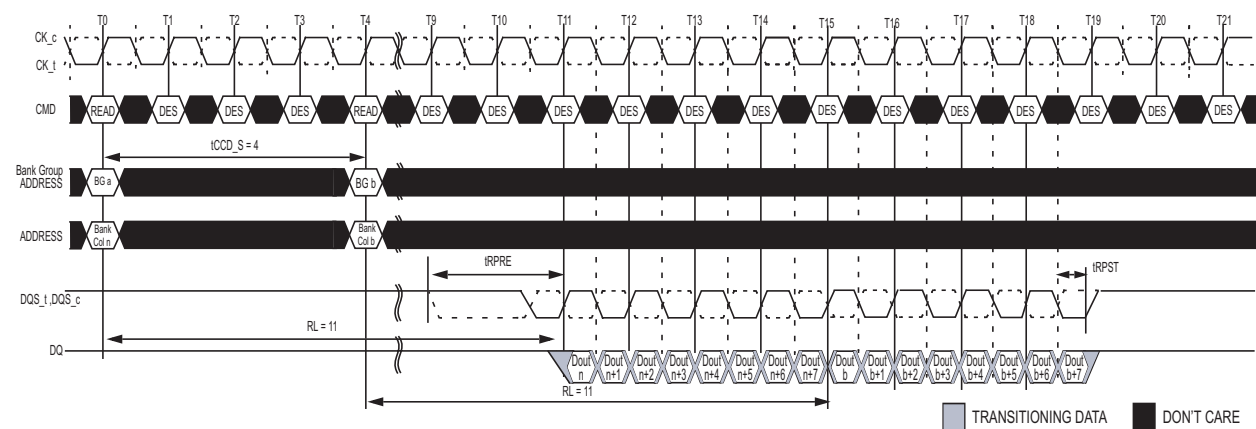 T0 T1 T2 T3 T4 T9 T10 T11 T12 T13 T14 T15 T16 T17 T18 T19 T20 T21
CK_c
CK_t
CMD READ DES DES DES READ DES DES DES DES DES DES DES DES DES DES DES DES DES
tCCD_S = 4
Bank Group
ADDRESS
BG a
BG b
ADDRESS
Bank
Col n
Bank
Col b
tRPRE
tRPST
DQS_t ,DQS_c
RL = 11
DQ
Dout Dout Dout Dout Dout Dout Dout Dout Dout Dout Dout Dout Dout Dout Dout Dout
n n+1 n+2 n+3 n+4 n+5 n+6 n+7 b b+1 b+2 b+3 b+4 b+5 b+6 b+7
RL = 11
TRANSITIONING DATA DON'T CARE